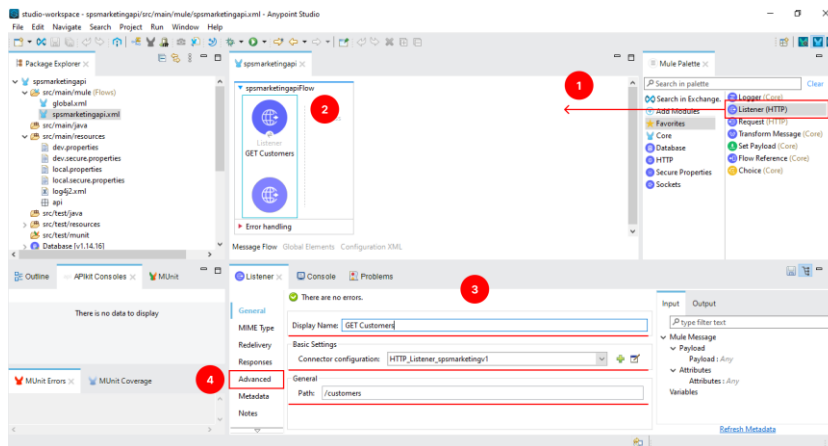 studio-workspace - spsmarketingapi/src/main/mule/spsmarketingapi.xml - Anypoint Studio
File Edit Navigate Search Project Run Window Help
Package Explorer
spsmarketingapi
src/main/mule (Flows)
global.xml
spsmarketingapi.xml
src/main/java
src/main/resources
dev.properties
dev.secure.properties
local.properties
local.secure.properties
log4j2.xml
api
src/test/java
src/test/resources
src/test/munit
Database [v1.14.16]
spsmarketingapi
spsmarketingapiFlow
2
Listener
GET Customers
Error handling
Message Flow Global Elements Configuration XML
1
Mule Palette
Search in palette
Clear
Search in Exchange.
Add Modules
Favorites
Core
Database
HTTP
Secure Properties
Sockets
Logger (Core)
Listener (HTTP)
Request (HTTP)
Transform Message (Core)
Set Payload (Core)
Flow Reference (Core)
Choice (Core)
Outline APIkit Consoles MUnit
There is no data to display
MUnit Errors MUnit Coverage
Listener Console Problems
3
There are no errors.
General
MIME Type
Redelivery
Responses
4
Advanced
Metadata
Notes
Display Name: GET Customers
Basic Settings
Connector configuration: HTTP_Listener_spsmarketingv1
General
Path: /customers
Input Output
type filter text
Mule Message
Payload
Payload : Any
Attributes
Attributes : Any
Variables
Refresh Metadata